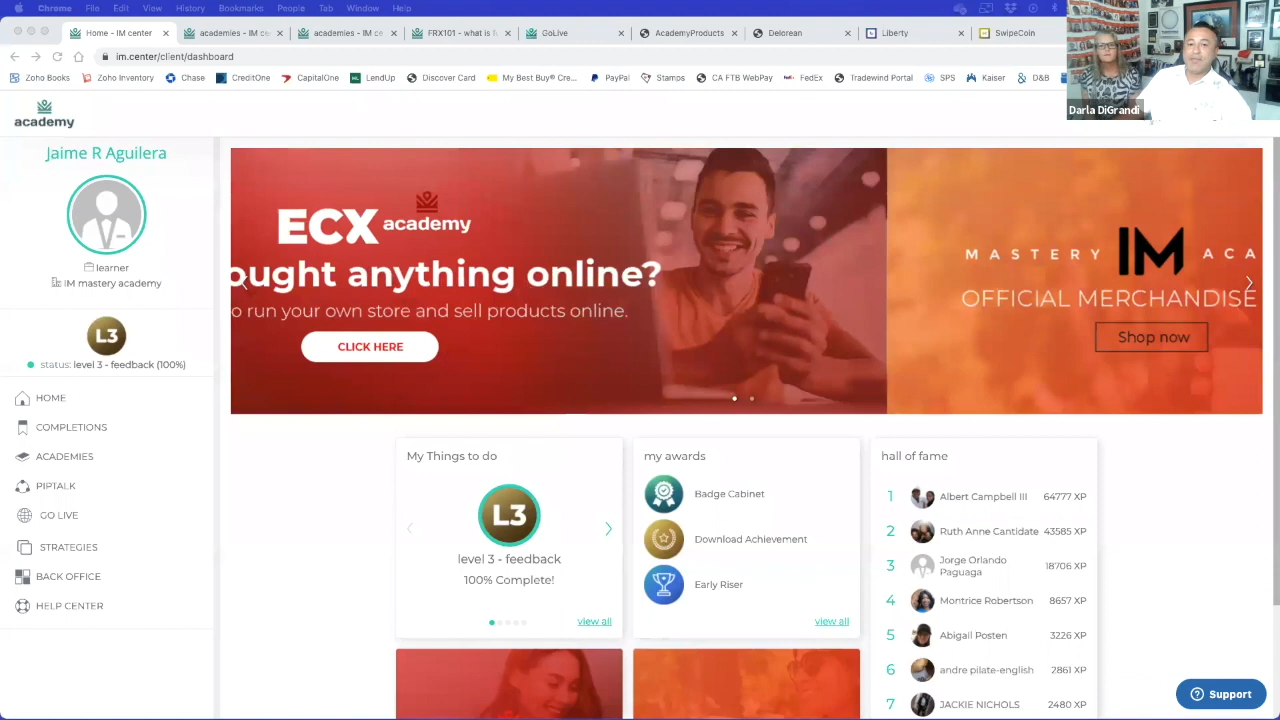 Chrome File Edit View History Bookmarks People Tab Window Help
Home - IM center
academies - IM ce
academies - IM
CT - what is
GoLive
Academy products
Delorean
Liberty
SwipeCoin
im.center/client/dashboard
Zoho Books Zoho Inventory Chase CreditOne CapitalOne LendUp Discover Card My Best Buy® Cre... PayPal Stamps CA FTB WebPay FedEx Tradewind Portal SPS Kaiser D&B
Darla DiGrandi
academy
Jaime R Aguilera
learner
IM mastery academy
L3
status: level 3 - feedback (100%)
HOME
COMPLETIONS
ACADEMIES
PIPTALK
GO LIVE
STRATEGIES
BACK OFFICE
HELP CENTER
ECX academy
ought anything online?
o run your own store and sell products online.
CLICK HERE
MASTERY IM ACA
OFFICIAL MERCHANDISE
Shop now
My Things to do
L3
level 3 - feedback
100% Complete!
view all
my awards
Badge Cabinet
Download Achievement
Early Riser
view all
hall of fame
1 Albert Campbell III 64777 XP
2 Ruth Anne Cantidate 43585 XP
3 Jorge Orlando
Paguaga 18706 XP
4 Montrice Robertson 8657 XP
5 Abigail Posten 3226 XP
6 andre pilate-english 2861 XP
7 JACKIE NICHOLS 2480 XP
Support